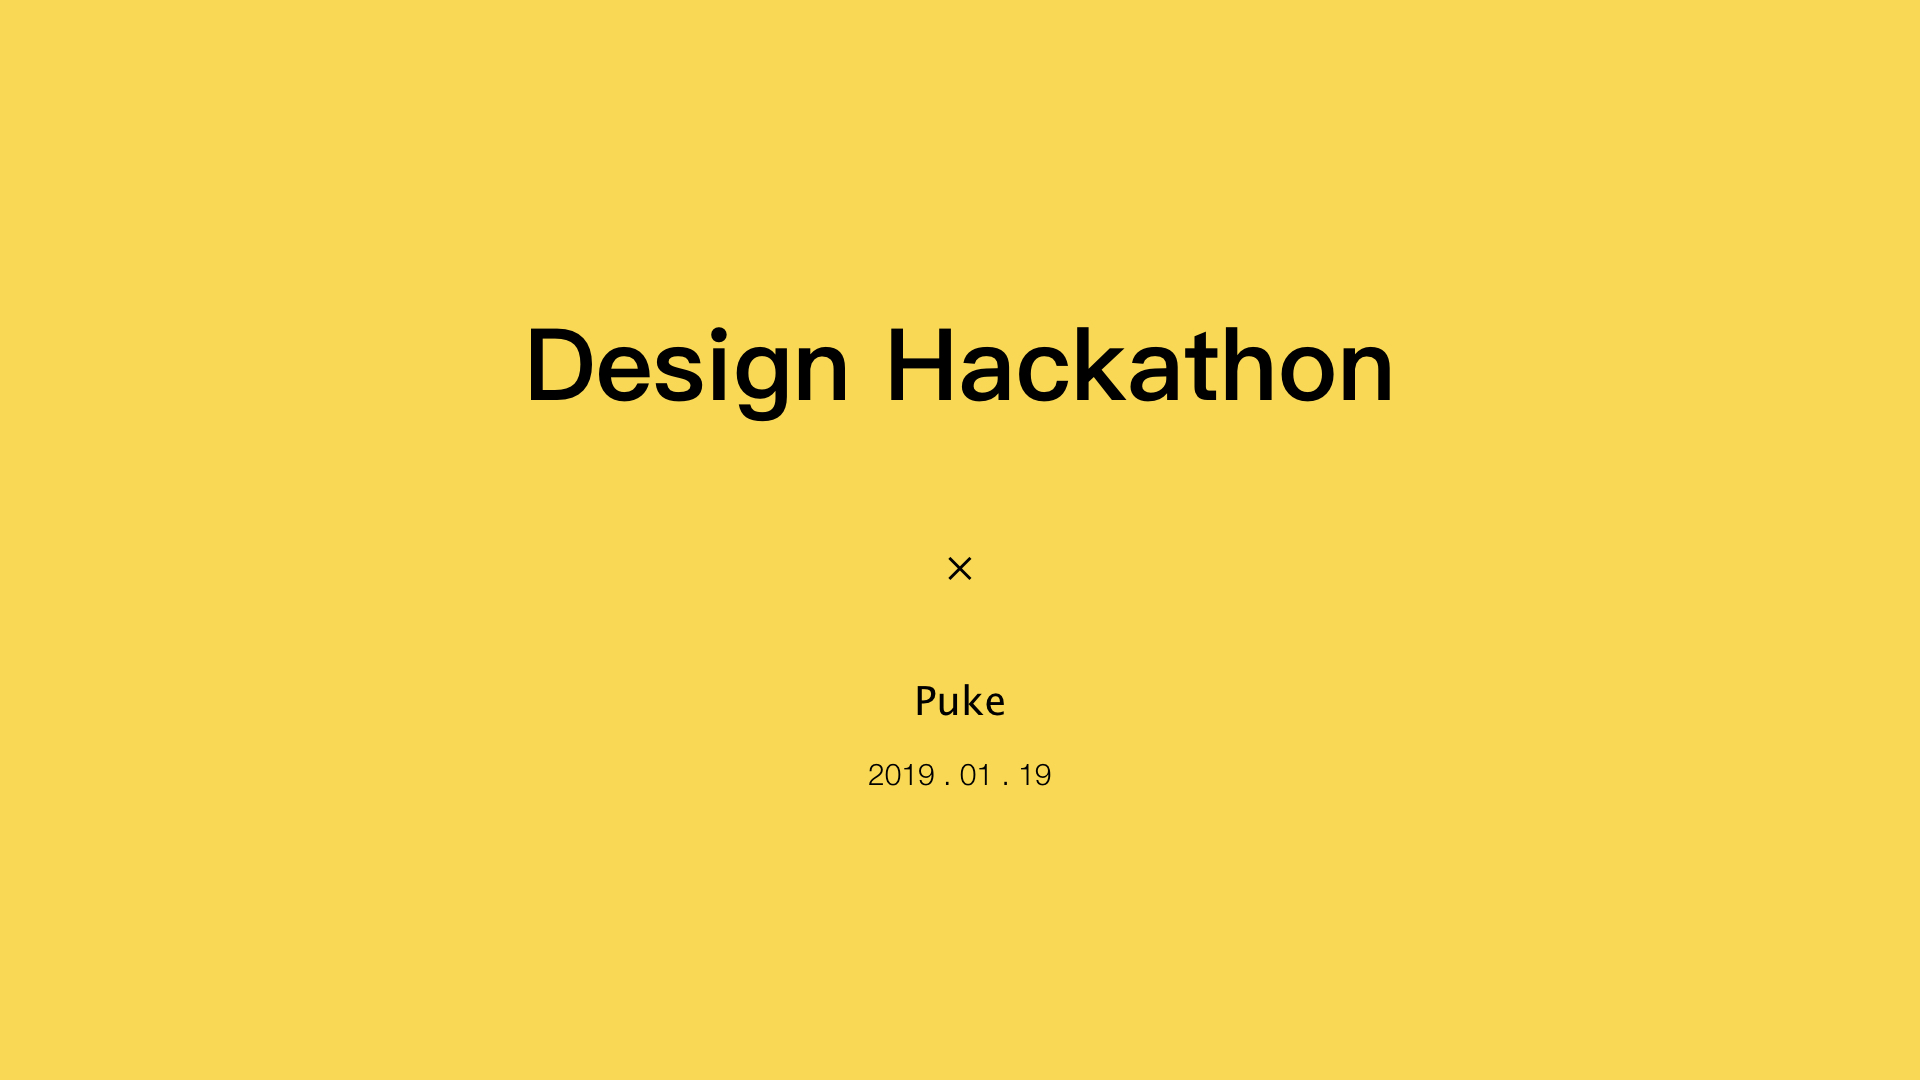 Design Hackathon
×
Puke
2019 . 01 . 19